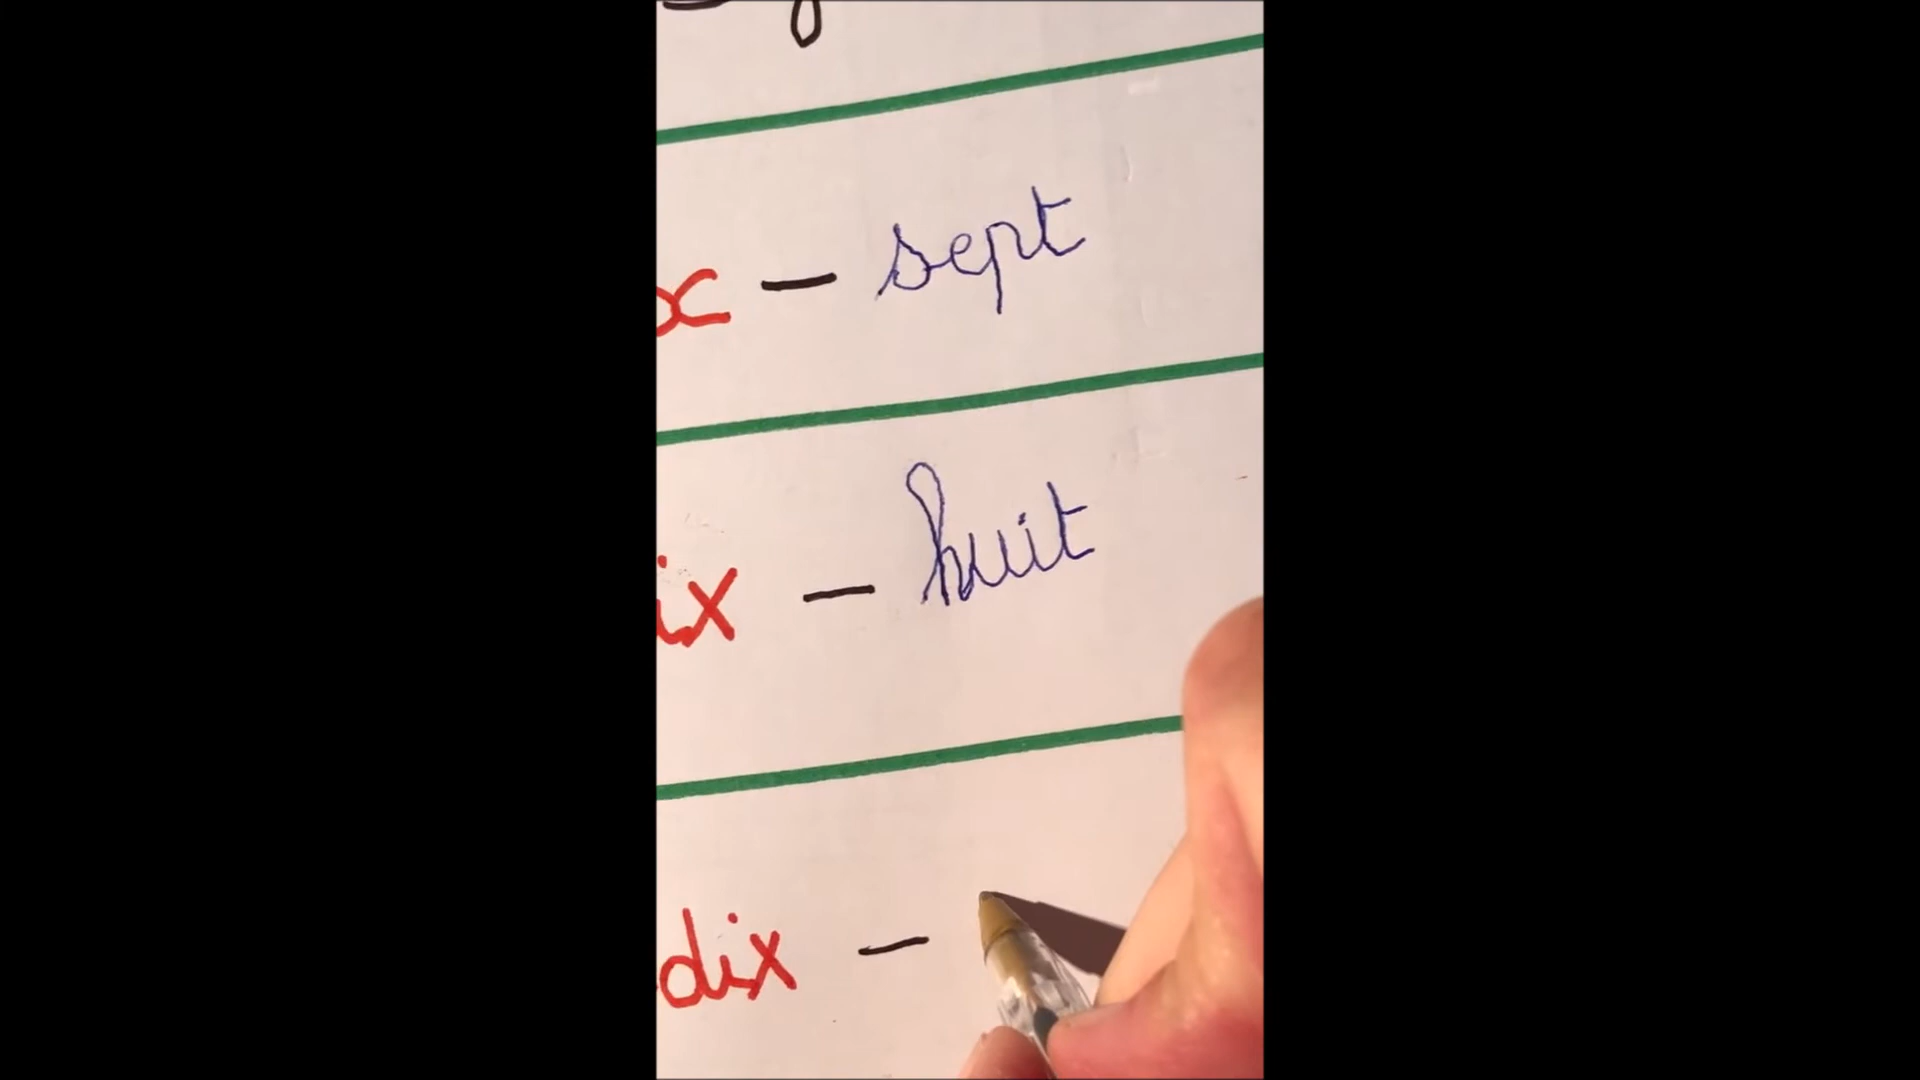 x - sept
ix - huit
dix -